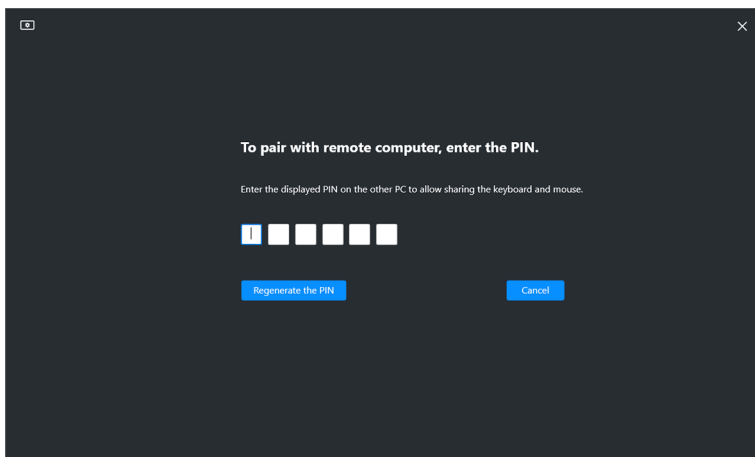 To pair with remote computer, enter the PIN.
Enter the displayed PIN on the other PC to allow sharing the keyboard and mouse.
Regenerate the PIN
Cancel